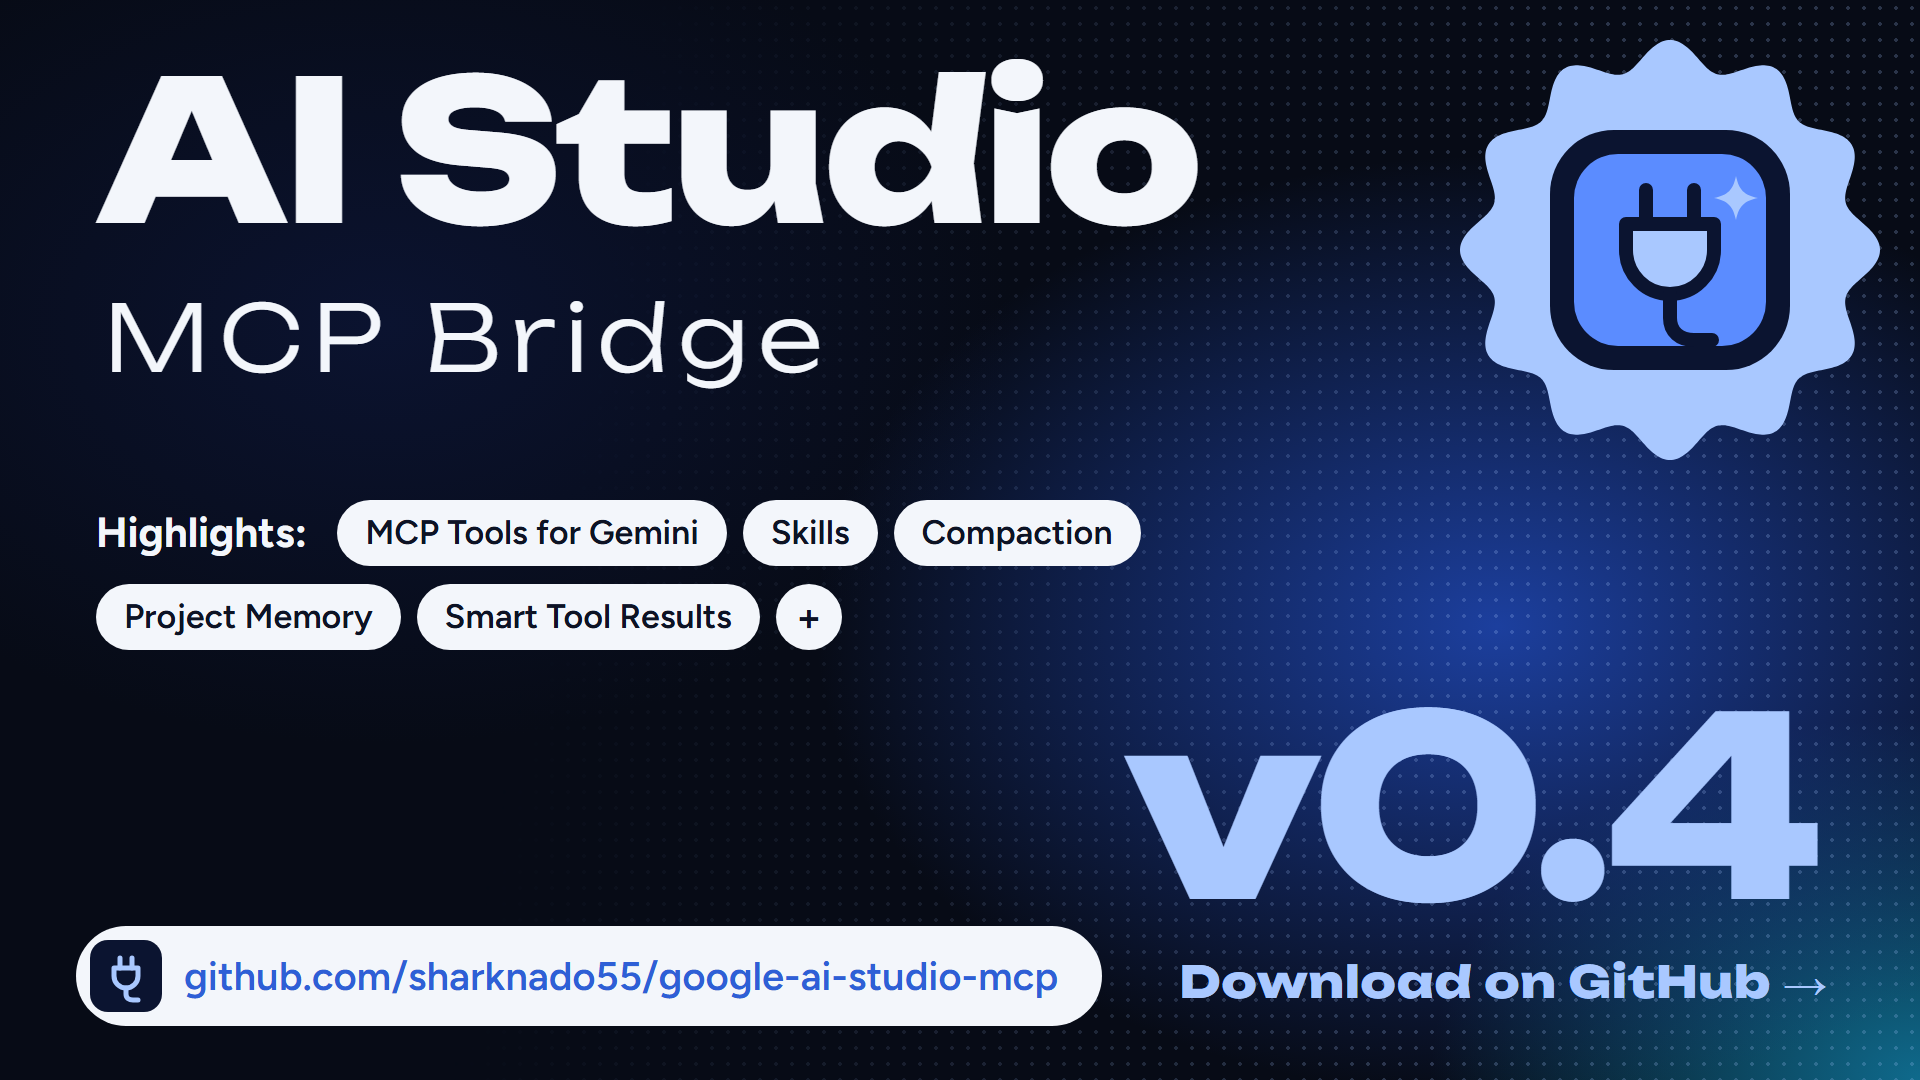 AI Studio
MCP Bridge
Highlights: MCP Tools for Gemini Skills Compaction
Project Memory Smart Tool Results +
v0.4
github.com/sharknado55/google-ai-studio-mcp
Download on GitHub →